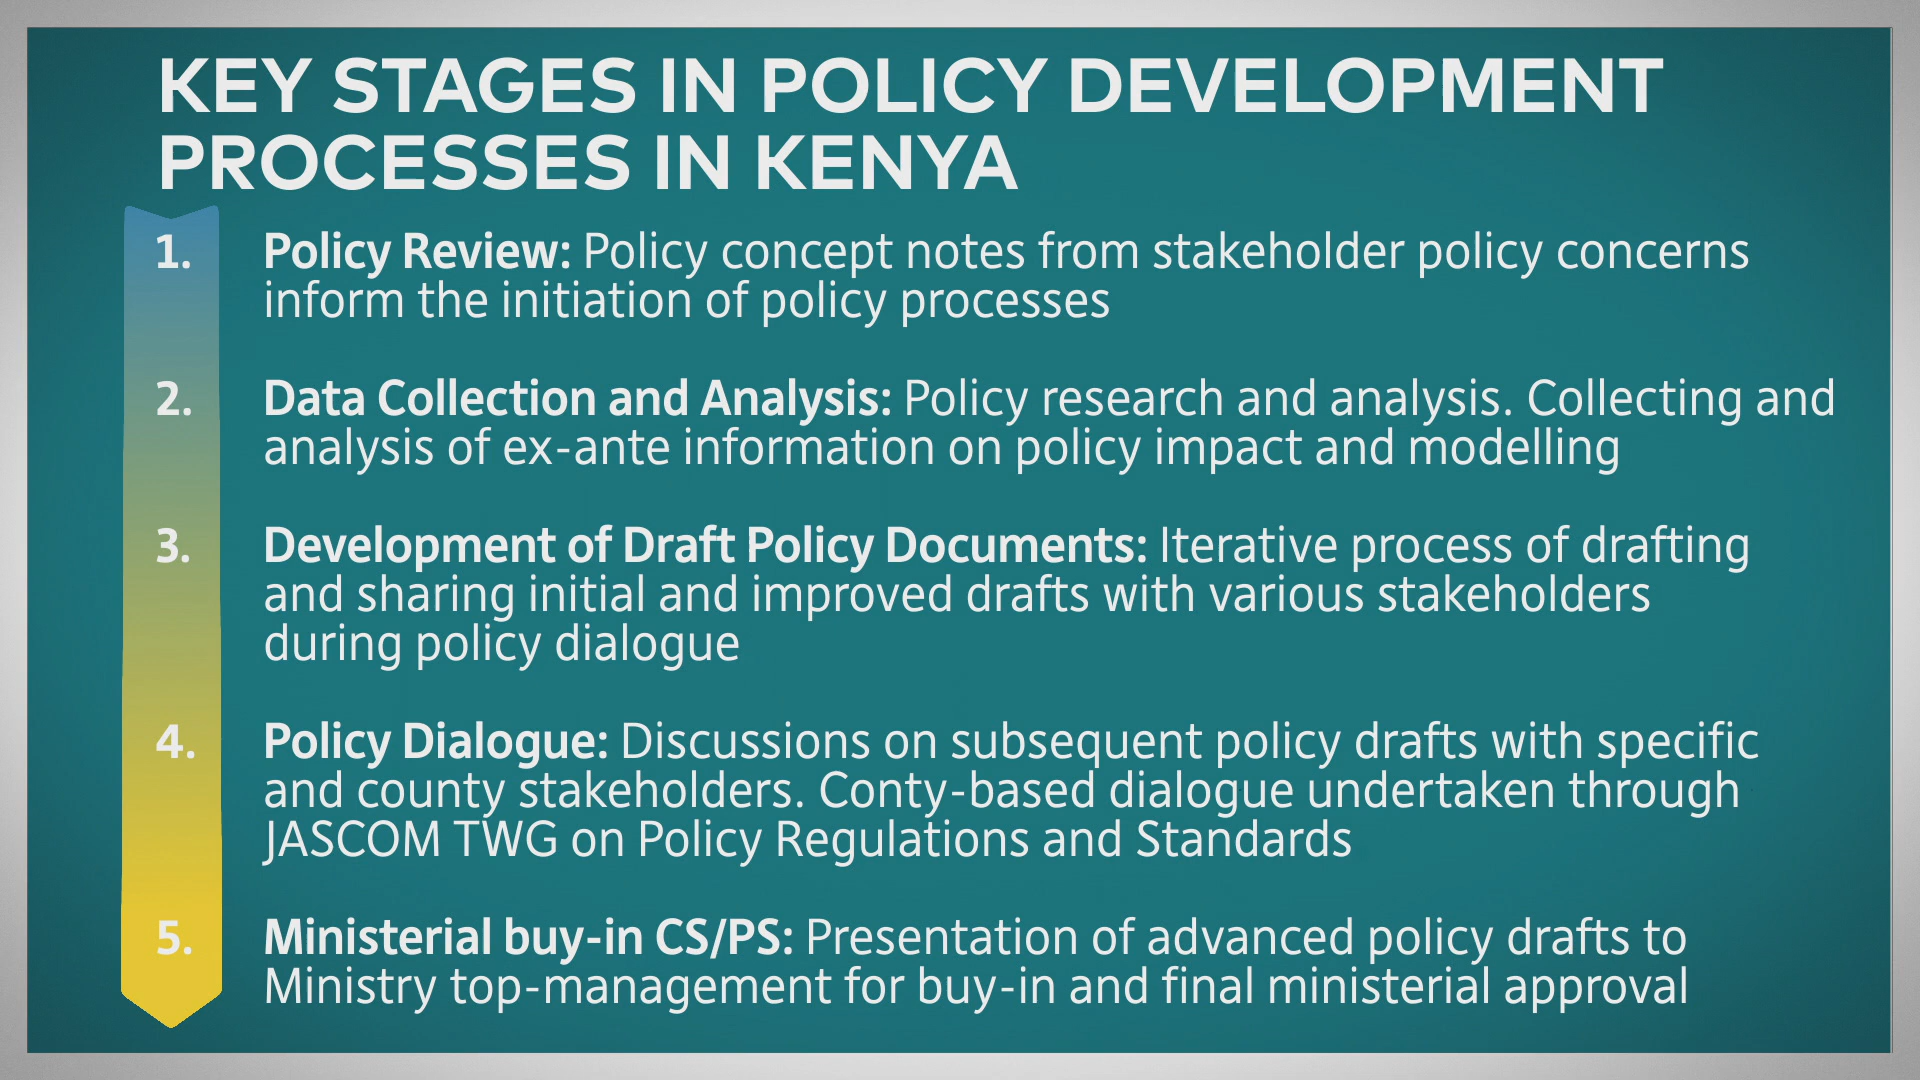 KEY STAGES IN POLICY DEVELOPMENT
PROCESSES IN KENYA
1. Policy Review: Policy concept notes from stakeholder policy concerns
inform the initiation of policy processes
2. Data Collection and Analysis: Policy research and analysis. Collecting and
analysis of ex-ante information on policy impact and modelling
3. Development of Draft Policy Documents: Iterative process of drafting
and sharing initial and improved drafts with various stakeholders
during policy dialogue
4. Policy Dialogue: Discussions on subsequent policy drafts with specific
and county stakeholders. Conty-based dialogue undertaken through
JASCOM TWG on Policy Regulations and Standards
5. Ministerial buy-in CS/PS: Presentation of advanced policy drafts to
Ministry top-management for buy-in and final ministerial approval